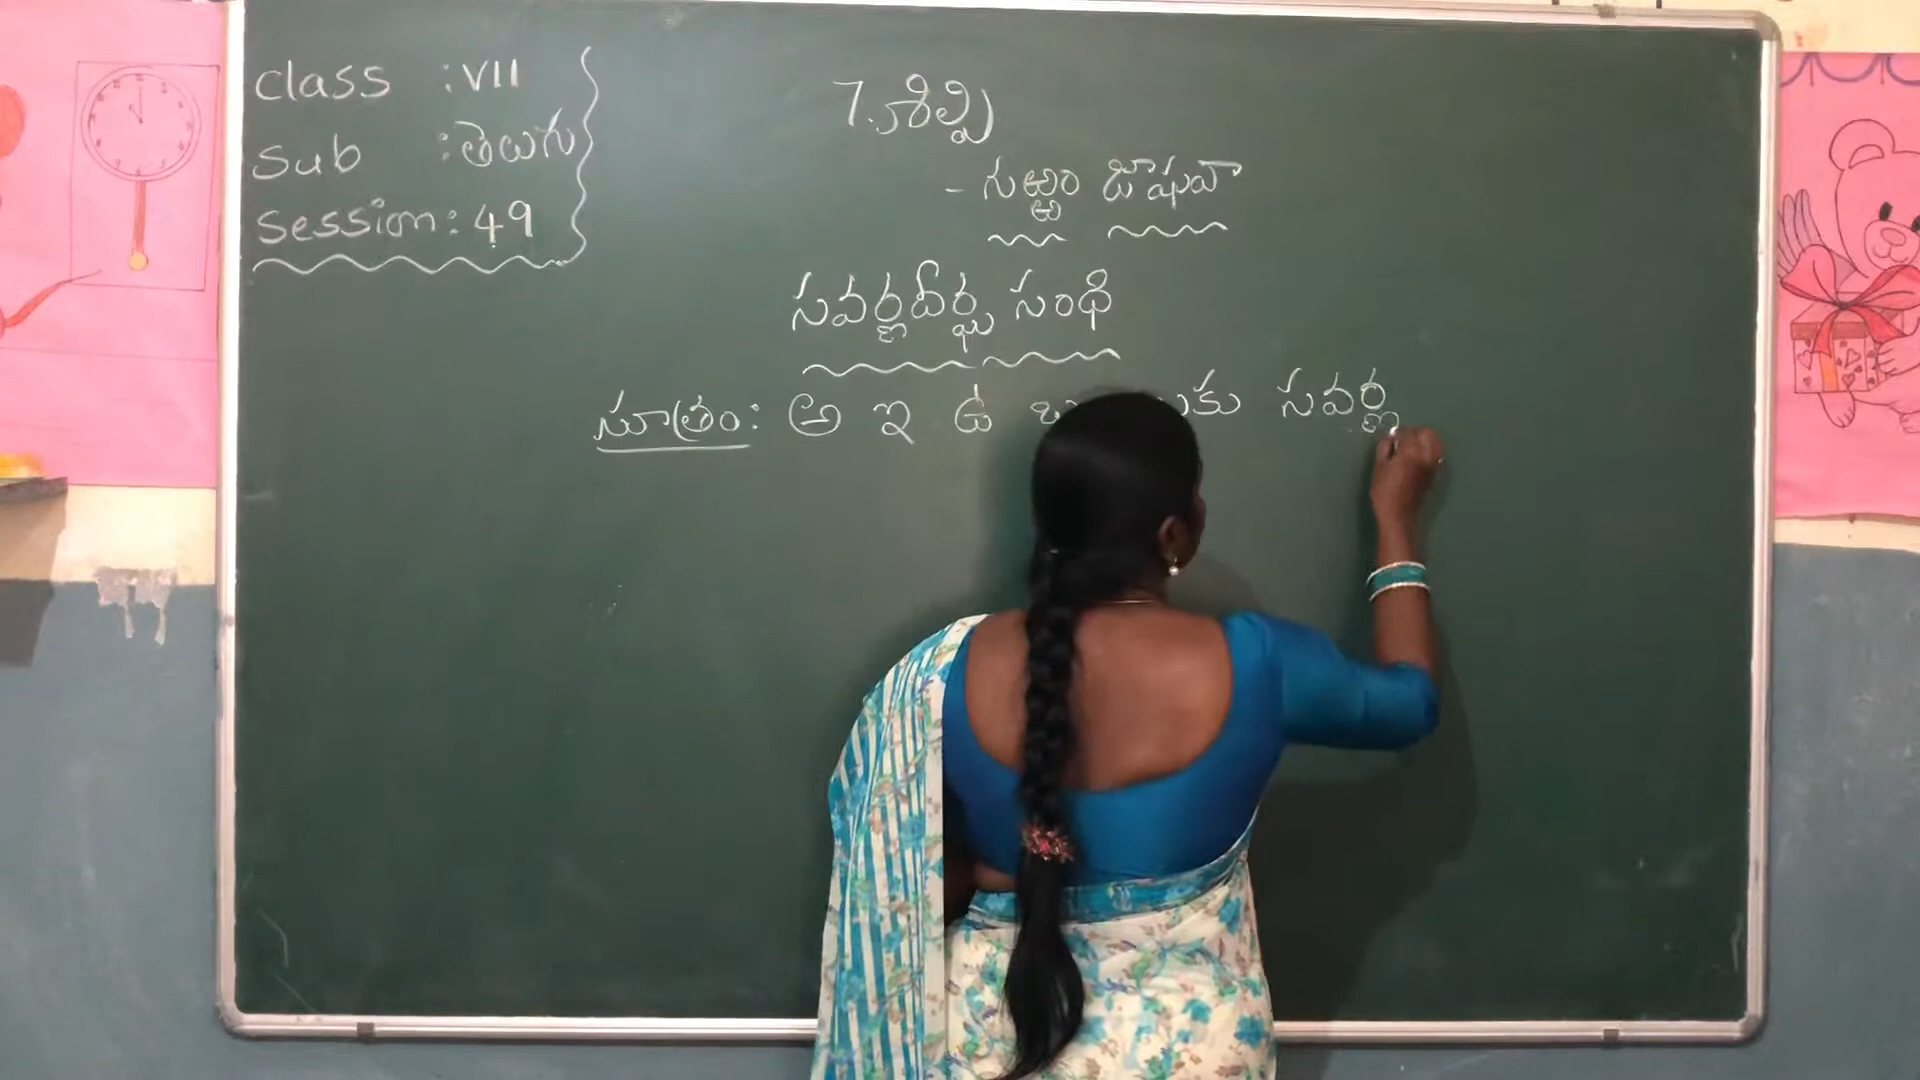 class : VII
Sub : తెలుగు
Session : 49
7. శిల్పి
- గుఱ్ఱం జాషువా
సవర్ణదీర్ఘ సంధి
సూత్రం : అ ఇ ఉ సవర్ణ